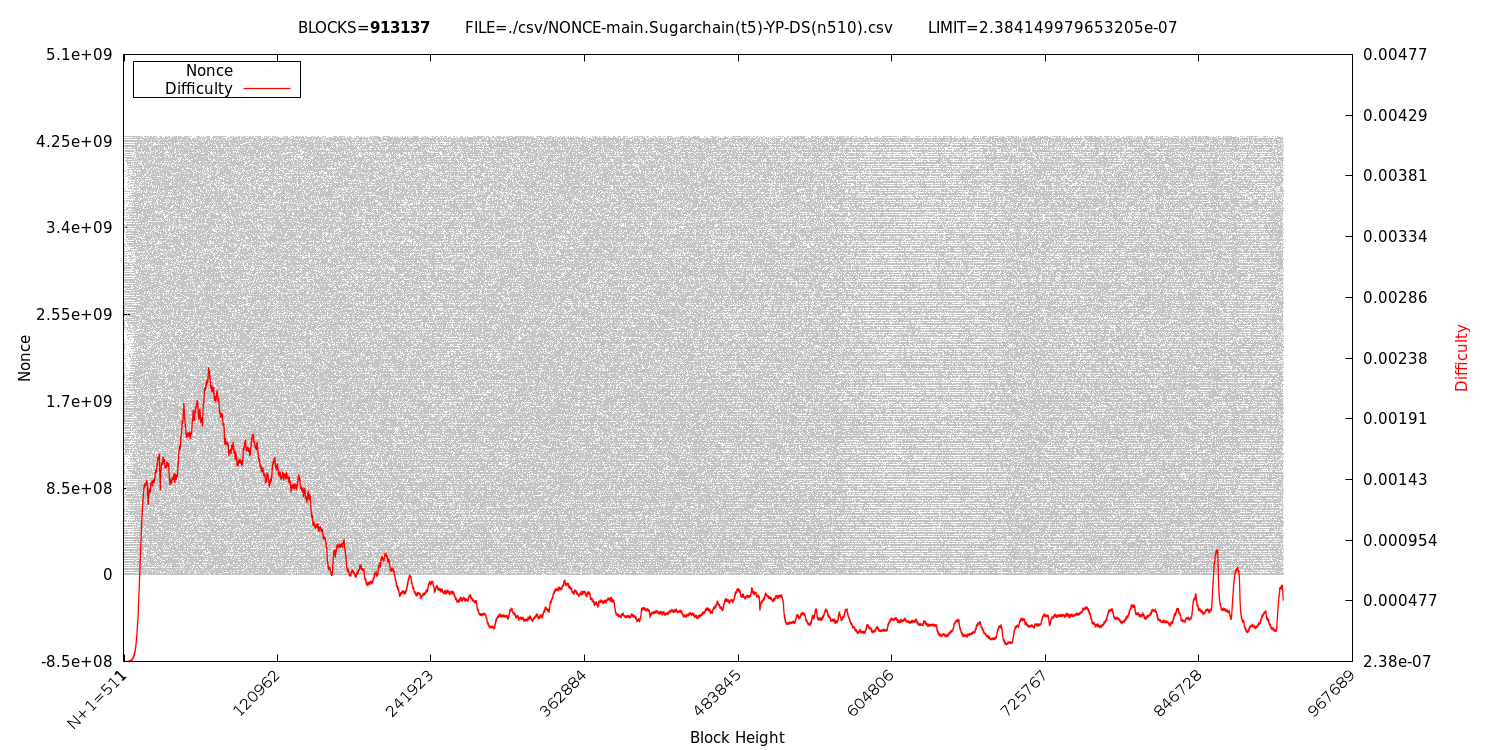 BLOCKS=913137 FILE=./csv/NONCE-main.Sugarchain(t5)-YP-DS(n510).csv LIMIT=2.384149979653205e-07
Nonce
Difficulty
5.1e+09
4.25e+09
3.4e+09
2.55e+09
1.7e+09
8.5e+08
0
-8.5e+08
Nonce
0.00477
0.00429
0.00381
0.00334
0.00286
0.00238
0.00191
0.00143
0.000954
0.000477
2.38e-07
Difficulty
N+1=511
120962
241923
362884
483845
604806
725767
846728
967689
Block Height